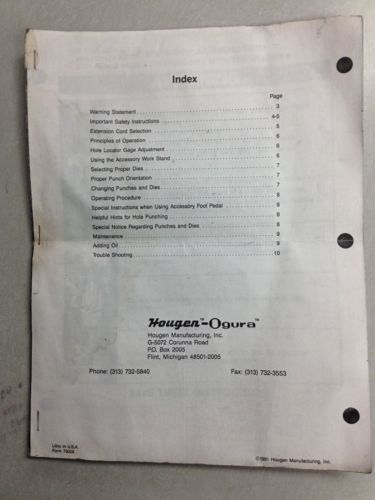 Index
Page
Warning Statement 3
Important Safety Instructions 4-5
Extension Cord Selection 5
Principles of Operation 6
Hole Locator Gage Adjustment 6
Using the Accessory Work Stand 6
Selecting Proper Dies 7
Proper Punch Orientation 7
Changing Punches and Dies 7
Operating Procedure 8
Special Instructions when Using Accessory Foot Pedal 8
Helpful Hints for Hole Punching 8
Special Notice Regarding Punches and Dies 8
Maintenance 9
Adding Oil 9
Trouble Shooting 10
Hougen™-Ogura™
Hougen Manufacturing, Inc.
G-5072 Corunna Road
P.O. Box 2005
Flint, Michigan 48501-2005
Phone: (313) 732-5840 Fax: (313) 732-3553
Litho in U.S.A.
Form
©1991 Hougen Manufacturing, Inc.